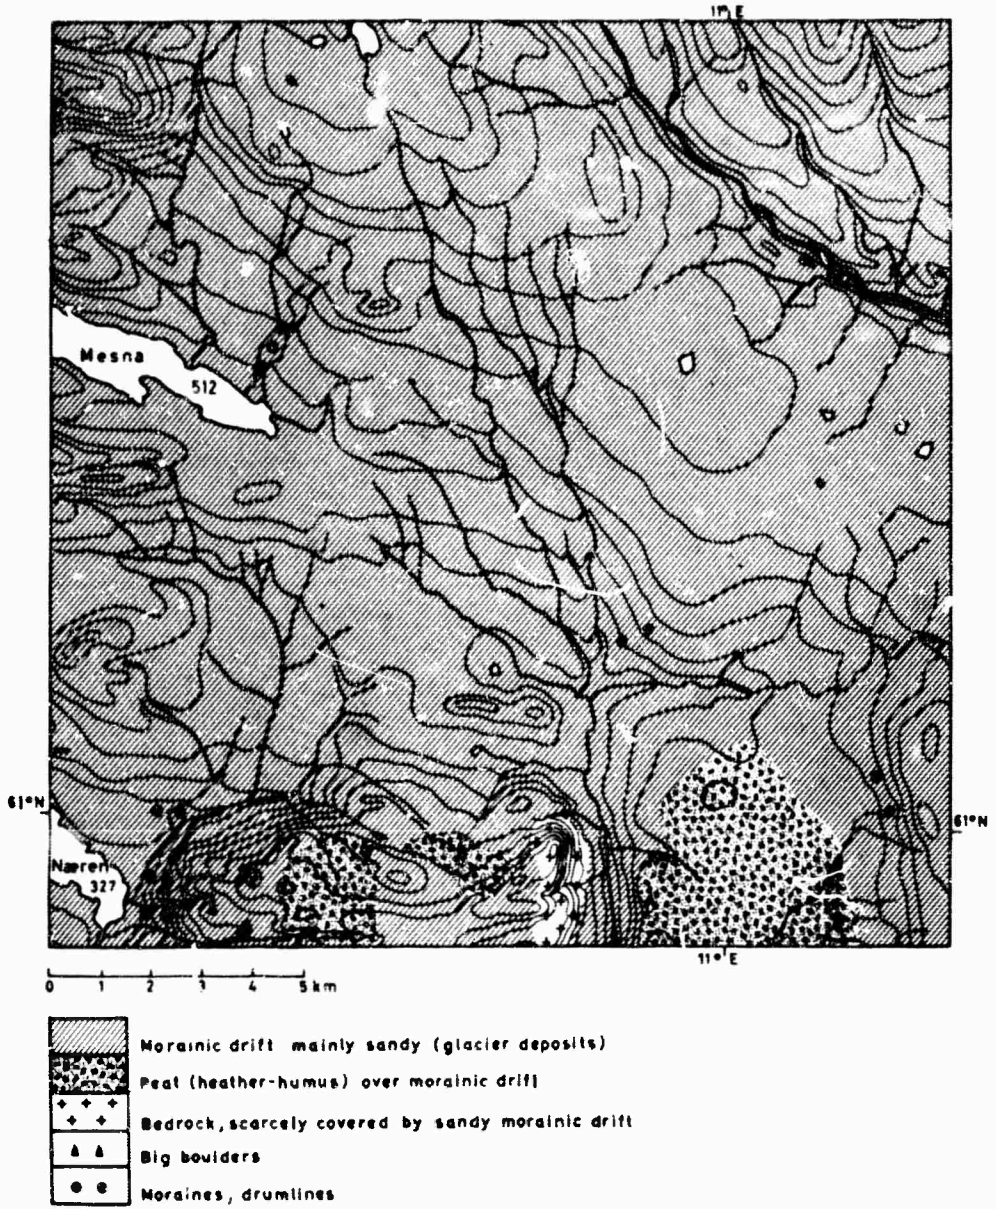 11° E
Mesna
512
61° N
61° N
Næren
327
11° E
0 1 2 3 4 5 km
Morainic drift mainly sandy (glacier deposits)
Peat (heather-humus) over morainic drift
Bedrock, scarcely covered by sandy morainic drift
Big boulders
Moraines, drumlines